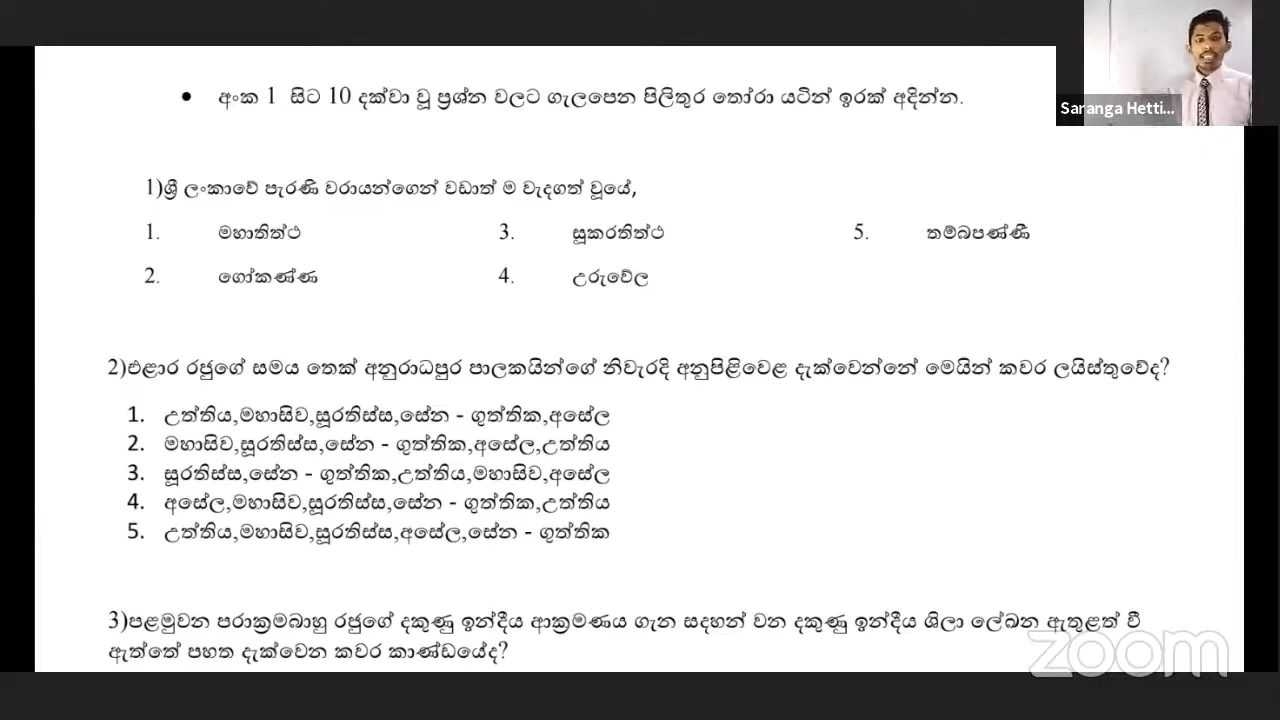 • අංක 1 සිට 10 දක්වා වූ ප්‍රශ්න වලට ගැලපෙන පිලිතුර තෝරා යටින් ඉරක් අදින්න.
Saranga Hetti...
1)ශ්‍රී ලංකාවේ පැරණි වරායන්ගෙන් වඩාත් ම වැදගත් වූයේ,
1. මහාතිත්ථ 3. සූකරතිත්ථ 5. තම්බපණ්ණී
2. ගෝකණ්ණ 4. උරුවේල
2)එළාර රජුගේ සමය තෙක් අනුරාධපුර පාලකයින්ගේ නිවැරදි අනුපිළිවෙළ දැක්වෙන්නේ මෙයින් කවර ලයිස්තුවේද?
1. උත්තිය,මහාසිව,සූරතිස්ස,සේන - ගුත්තික,අසේල
2. මහාසිව,සූරතිස්ස,සේන - ගුත්තික,අසේල,උත්තිය
3. සූරතිස්ස,සේන - ගුත්තික,උත්තිය,මහාසිව,අසේල
4. අසේල,මහාසිව,සූරතිස්ස,සේන - ගුත්තික,උත්තිය
5. උත්තිය,මහාසිව,සූරතිස්ස,අසේල,සේන - ගුත්තික
3)පළමුවන පරාක්‍රමබාහු රජුගේ දකුණු ඉන්දීය ආක්‍රමණය ගැන සදහන් වන දකුණු ඉන්දීය ශිලා ලේඛන ඇතුළත් වී
ඇත්තේ පහත දැක්වෙන කවර කාණ්ඩයේද?
zoom